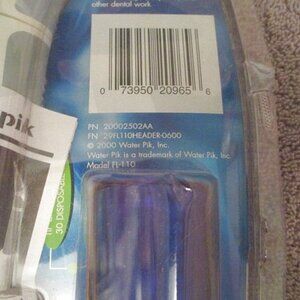 other dental work
0 73950 20965 6
PN 20002502AA
FN 29FL110HEADER-0600
© 2000 Water Pik, Inc.
Water Pik is a trademark of Water Pik, Inc.
Model FL-110
pik
30 DISPOSABLE